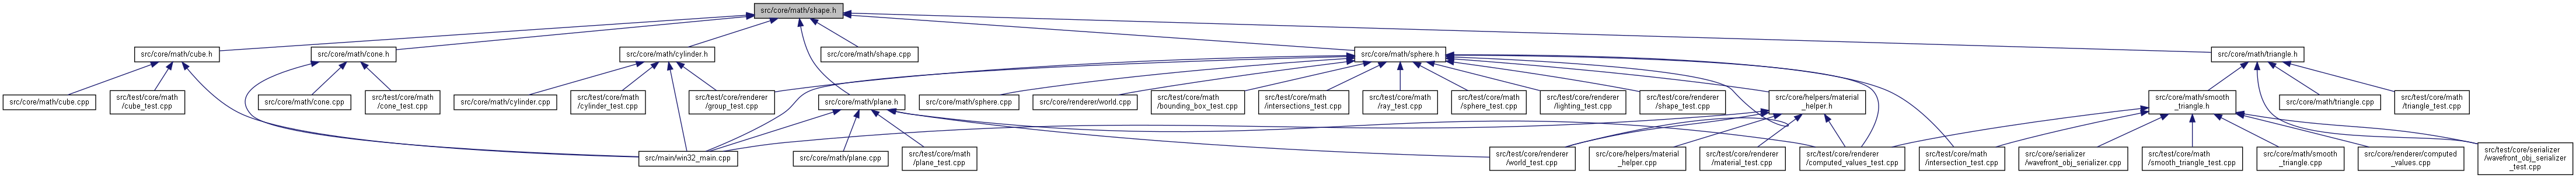 src/core/math/shape.h
src/core/math/cube.h
src/core/math/cone.h
src/core/math/cylinder.h
src/core/math/shape.cpp
src/core/math/sphere.h
src/core/math/triangle.h
src/core/math/cube.cpp
src/test/core/math
/cube_test.cpp
src/core/math/cone.cpp
src/test/core/math
/cone_test.cpp
src/core/math/cylinder.cpp
src/test/core/math
/cylinder_test.cpp
src/test/core/renderer
/group_test.cpp
src/core/math/plane.h
src/core/math/sphere.cpp
src/core/renderer/world.cpp
src/test/core/math
/bounding_box_test.cpp
src/test/core/math
/intersections_test.cpp
src/test/core/math
/ray_test.cpp
src/test/core/math
/sphere_test.cpp
src/test/core/renderer
/lighting_test.cpp
src/test/core/renderer
/shape_test.cpp
src/core/helpers/material
_helper.h
src/core/math/smooth
_triangle.h
src/core/math/triangle.cpp
src/test/core/math
/triangle_test.cpp
src/main/win32_main.cpp
src/core/math/plane.cpp
src/test/core/math
/plane_test.cpp
src/test/core/renderer
/world_test.cpp
src/core/helpers/material
_helper.cpp
src/test/core/renderer
/material_test.cpp
src/test/core/renderer
/computed_values_test.cpp
src/test/core/math
/intersection_test.cpp
src/core/serializer
/wavefront_obj_serializer.cpp
src/test/core/math
/smooth_triangle_test.cpp
src/core/math/smooth
_triangle.cpp
src/core/renderer/computed
_values.cpp
src/test/core/serializer
/wavefront_obj_serializer
_test.cpp